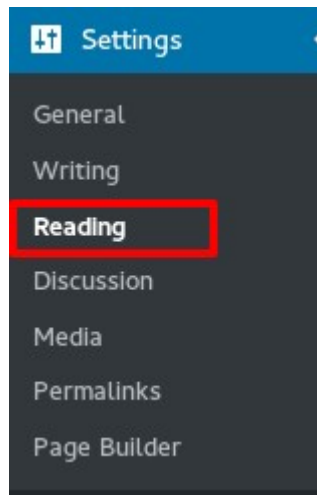 Settings
General
Writing
Reading
Discussion
Media
Permalinks
Page Builder